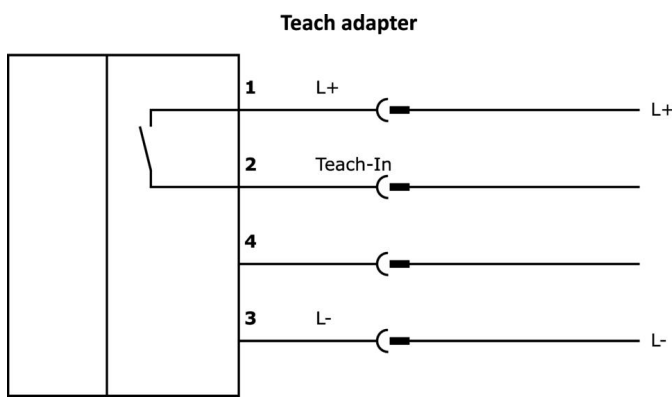 Teach adapter
1 L+
L+
2 Teach-In
4
3 L-
L-